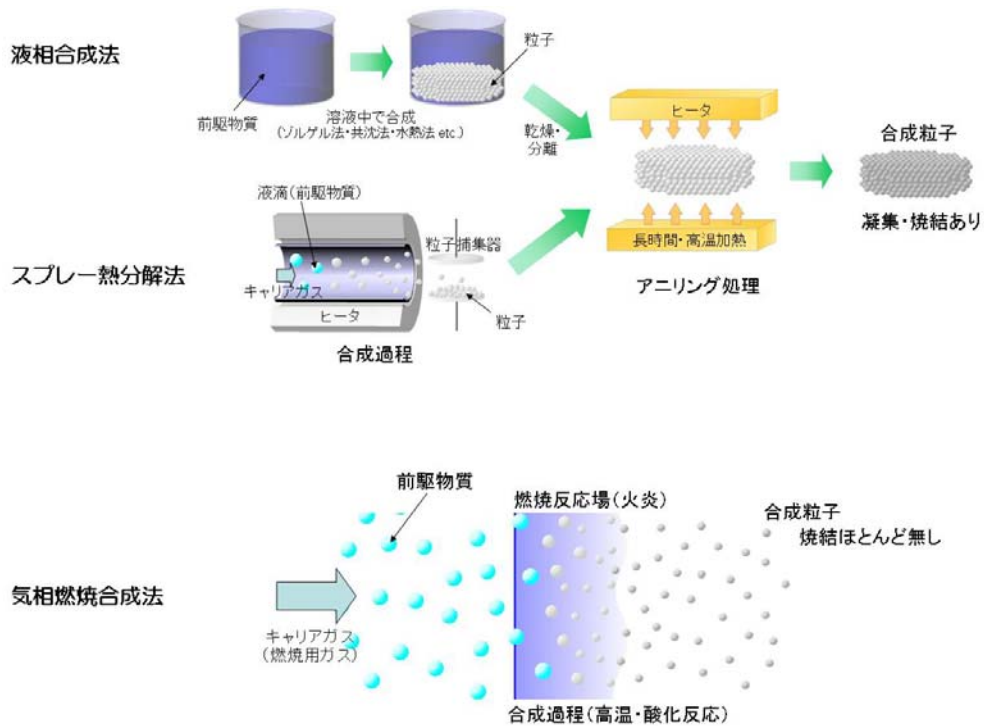 液相合成法
前駆物質
溶液中で合成
(ゾルゲル法・共沈法・水熱法 etc.)
粒子
乾燥・
分離
ヒータ
長時間・高温加熱
アニリング処理
合成粒子
凝集・焼結あり
スプレー熱分解法
液滴(前駆物質)
キャリアガス
ヒータ
粒子捕集器
粒子
合成過程
気相燃焼合成法
前駆物質
キャリアガス
(燃焼用ガス)
燃焼反応場(火炎)
合成粒子
焼結ほとんど無し
合成過程(高温・酸化反応)